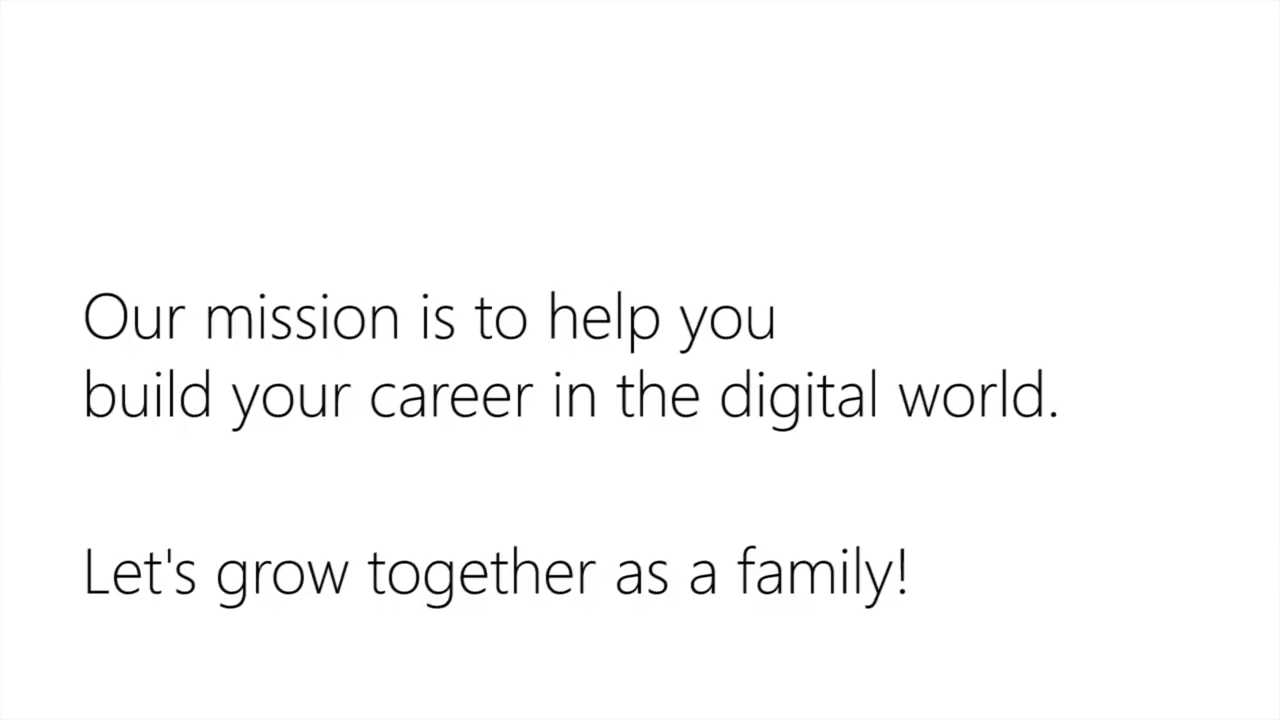 Our mission is to help you
build your career in the digital world.
Let's grow together as a family!